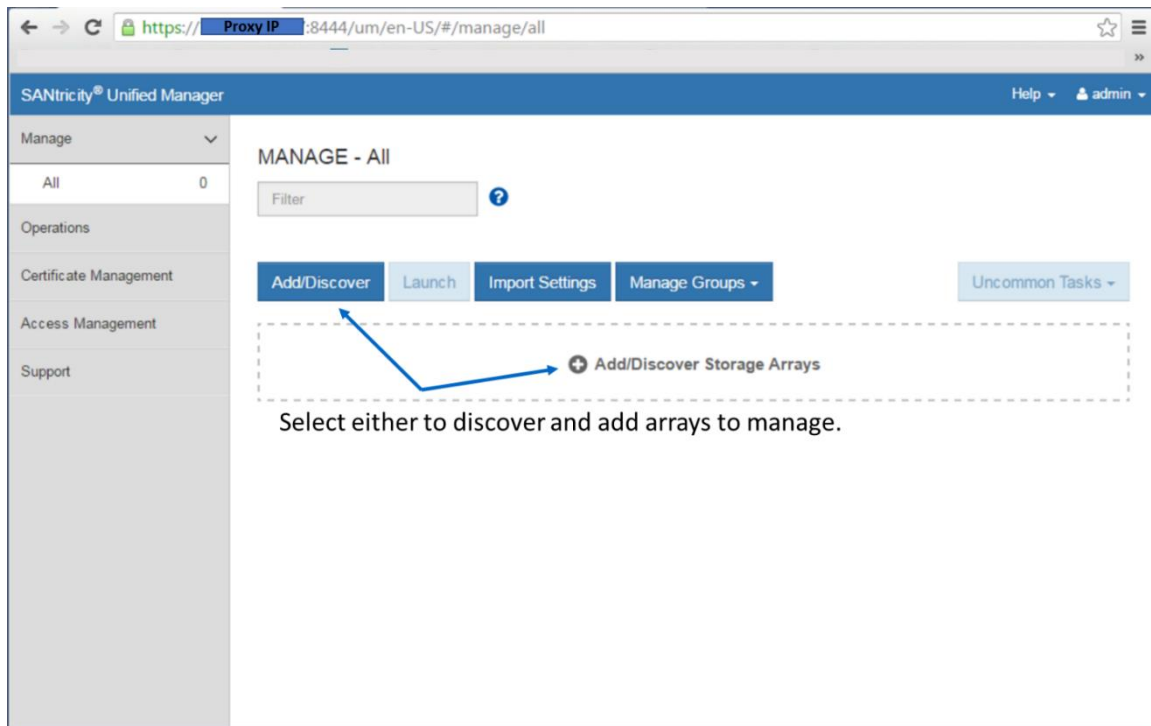 https:// Proxy IP :8444/um/en-US/#/manage/all
SANtricity® Unified Manager Help admin
Manage
All 0
Operations
Certificate Management
Access Management
Support
MANAGE - All
Filter
Add/Discover Launch Import Settings Manage Groups Uncommon Tasks
Add/Discover Storage Arrays
Select either to discover and add arrays to manage.